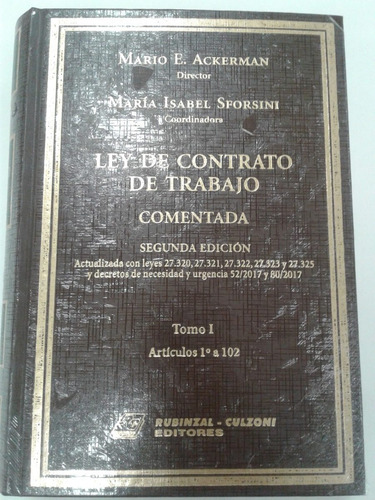 MARIO E. ACKERMAN
Director
MARÍA ISABEL SFORSINI
Coordinadora
LEY DE CONTRATO
DE TRABAJO
COMENTADA
SEGUNDA EDICIÓN
Actualizada con leyes 27.320, 27.321, 27.322, 27.323 y 27.325
y decretos de necesidad y urgencia 52/2017 y 80/2017
Tomo I
Artículos 1º a 102
RUBINZAL - CULZONI
EDITORES